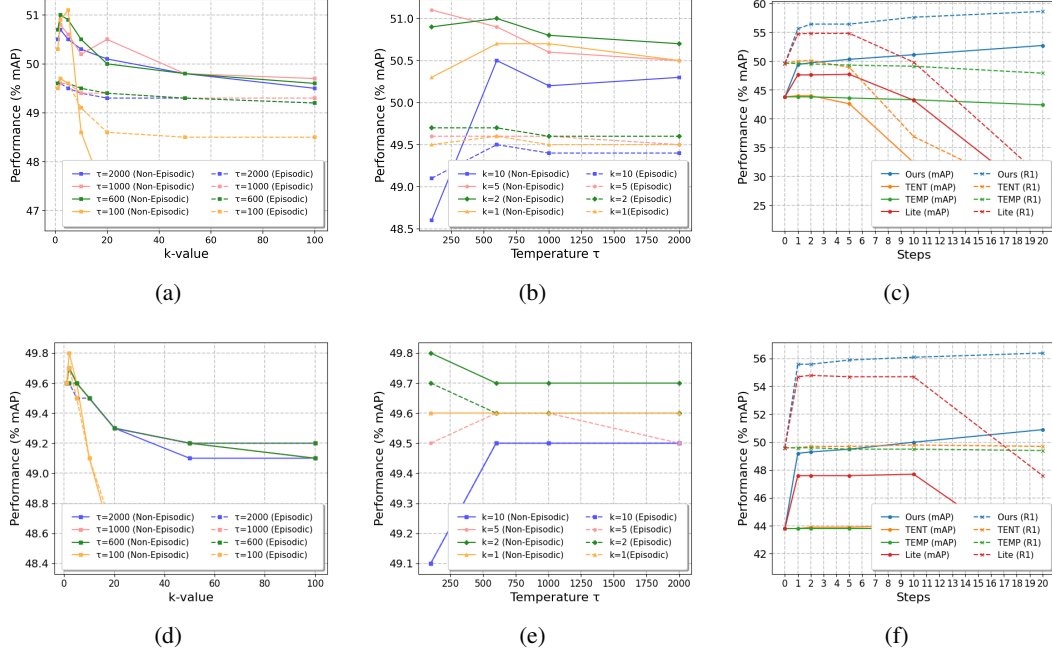 51
50
49
48
47
Performance (% mAP)
τ=2000 (Non-Episodic) τ=2000 (Episodic)
τ=1000 (Non-Episodic) τ=1000 (Episodic)
τ=600 (Non-Episodic) τ=600 (Episodic)
τ=100 (Non-Episodic) τ=100 (Episodic)
0 20 40 60 80 100
k-value
(a)
51.0
50.5
50.0
49.5
49.0
48.5
Performance (% mAP)
k=10 (Non-Episodic) k=10 (Episodic)
k=5 (Non-Episodic) k=5 (Episodic)
k=2 (Non-Episodic) k=2 (Episodic)
k=1 (Non-Episodic) k=1(Episodic)
250 500 750 1000 1250 1500 1750 2000
Temperature τ
(b)
60
55
50
45
40
35
30
25
Performance (% mAP)
Ours (mAP) Ours (R1)
TENT (mAP) TENT (R1)
TEMP (mAP) TEMP (R1)
Lite (mAP) Lite (R1)
0 1 2 3 4 5 6 7 8 9 10 11 12 13 14 15 16 17 18 19 20
Steps
(c)
49.8
49.6
49.4
49.2
49.0
48.8
48.6
48.4
Performance (% mAP)
τ=2000 (Non-Episodic) τ=2000 (Episodic)
τ=1000 (Non-Episodic) τ=1000 (Episodic)
τ=600 (Non-Episodic) τ=600 (Episodic)
τ=100 (Non-Episodic) τ=100 (Episodic)
0 20 40 60 80 100
k-value
(d)
49.8
49.7
49.6
49.5
49.4
49.3
49.2
49.1
Performance (% mAP)
k=10 (Non-Episodic) k=10 (Episodic)
k=5 (Non-Episodic) k=5 (Episodic)
k=2 (Non-Episodic) k=2 (Episodic)
k=1 (Non-Episodic) k=1(Episodic)
250 500 750 1000 1250 1500 1750 2000
Temperature τ
(e)
56
54
52
50
48
46
44
42
Performance (% mAP)
Ours (mAP) Ours (R1)
TENT (mAP) TENT (R1)
TEMP (mAP) TEMP (R1)
Lite (mAP) Lite (R1)
0 1 2 3 4 5 6 7 8 9 10 11 12 13 14 15 16 17 18 19 20
Steps
(f)